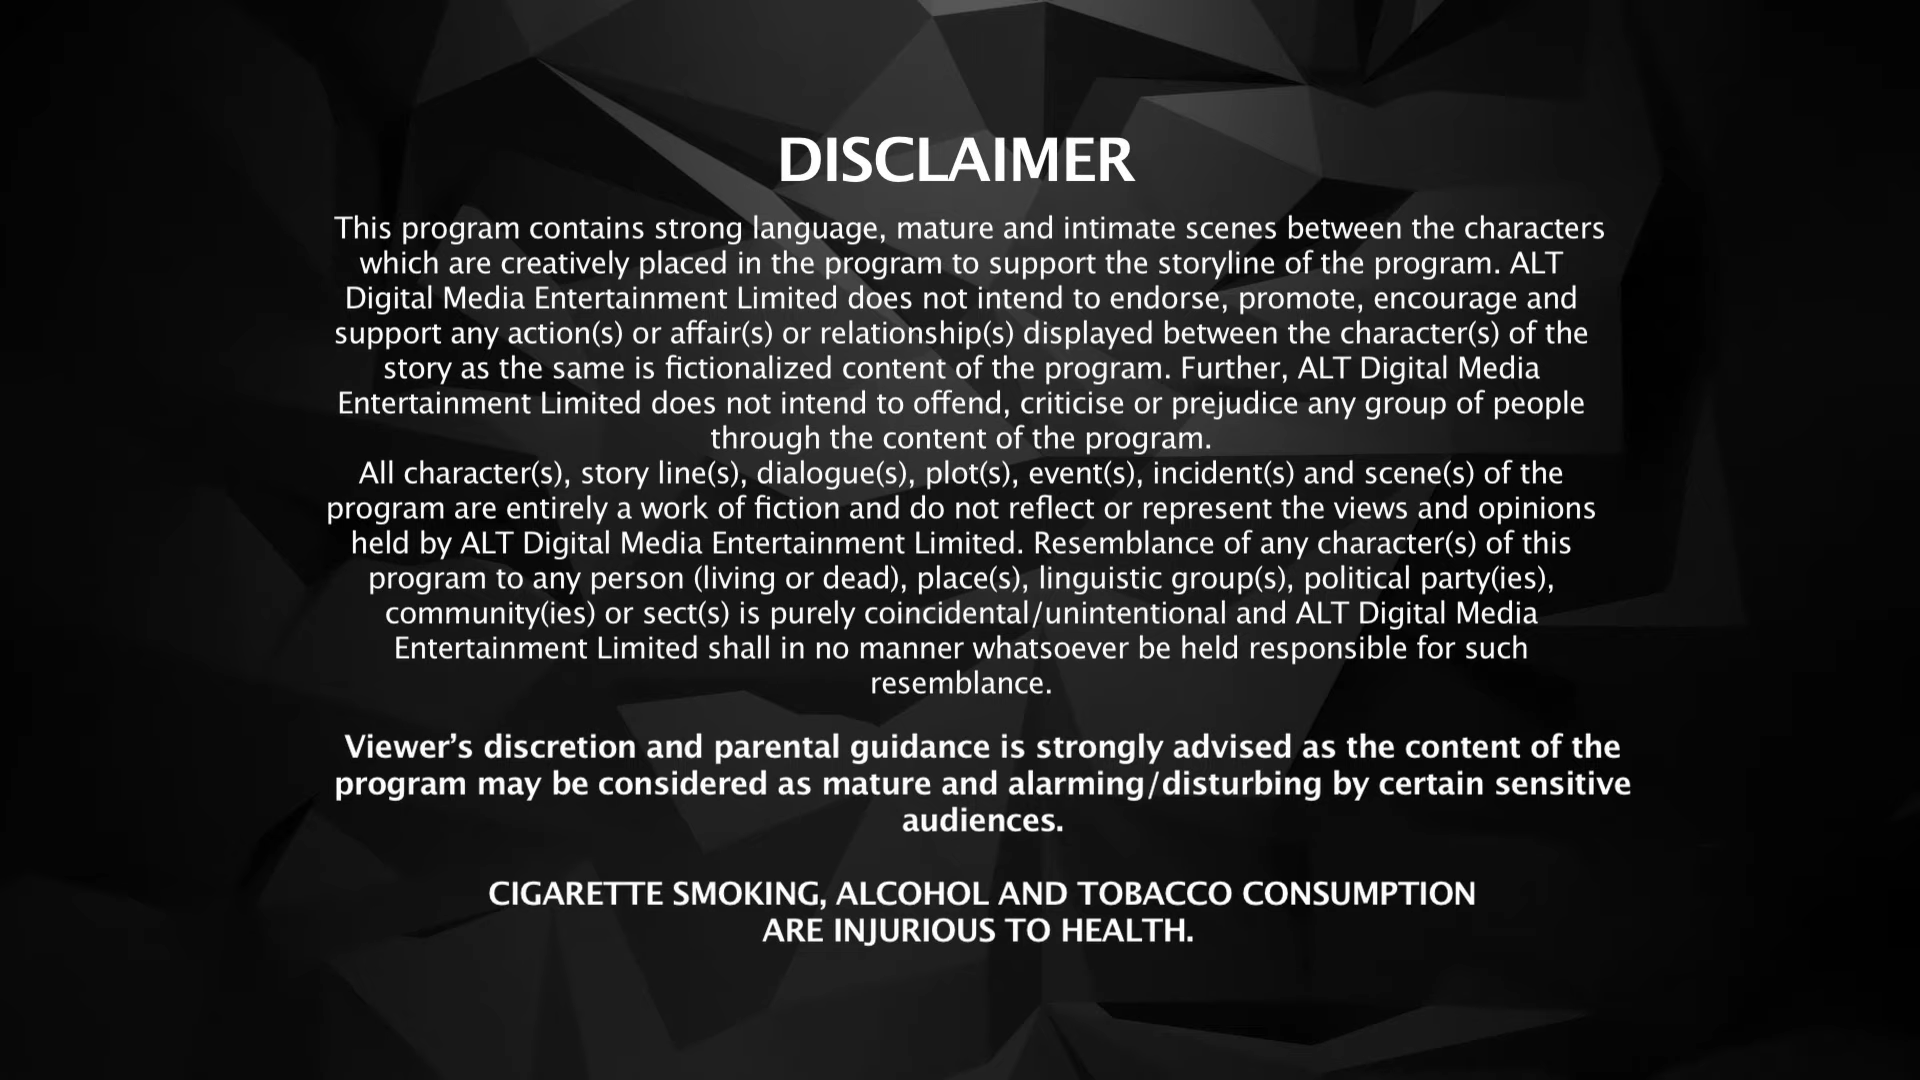 DISCLAIMER
This program contains strong language, mature and intimate scenes between the characters
which are creatively placed in the program to support the storyline of the program. ALT
Digital Media Entertainment Limited does not intend to endorse, promote, encourage and
support any action(s) or affair(s) or relationship(s) displayed between the character(s) of the
story as the same is fictionalized content of the program. Further, ALT Digital Media
Entertainment Limited does not intend to offend, criticise or prejudice any group of people
through the content of the program.
All character(s), story line(s), dialogue(s), plot(s), event(s), incident(s) and scene(s) of the
program are entirely a work of fiction and do not reflect or represent the views and opinions
held by ALT Digital Media Entertainment Limited. Resemblance of any character(s) of this
program to any person (living or dead), place(s), linguistic group(s), political party(ies),
community(ies) or sect(s) is purely coincidental/unintentional and ALT Digital Media
Entertainment Limited shall in no manner whatsoever be held responsible for such
resemblance.
Viewer’s discretion and parental guidance is strongly advised as the content of the
program may be considered as mature and alarming/disturbing by certain sensitive
audiences.
CIGARETTE SMOKING, ALCOHOL AND TOBACCO CONSUMPTION
ARE INJURIOUS TO HEALTH.